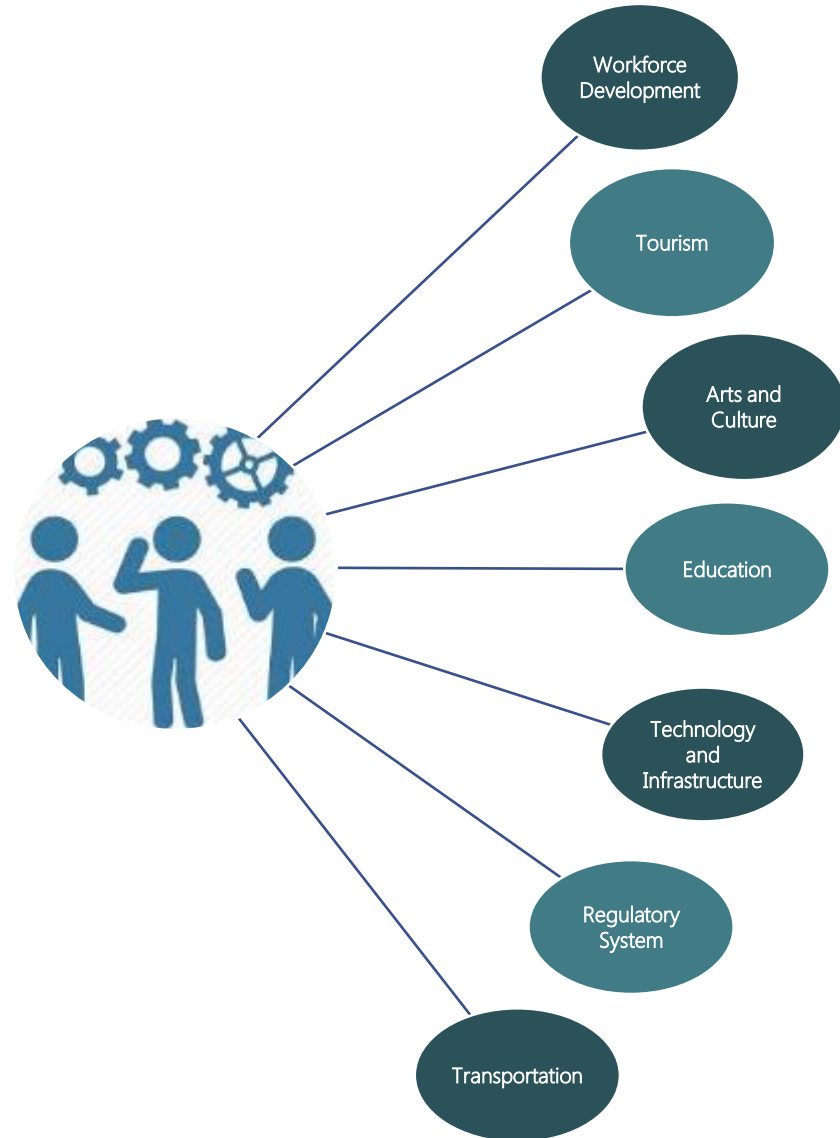 Workforce
Development
Tourism
Arts and
Culture
Education
Technology
and
Infrastructure
Regulatory
System
Transportation